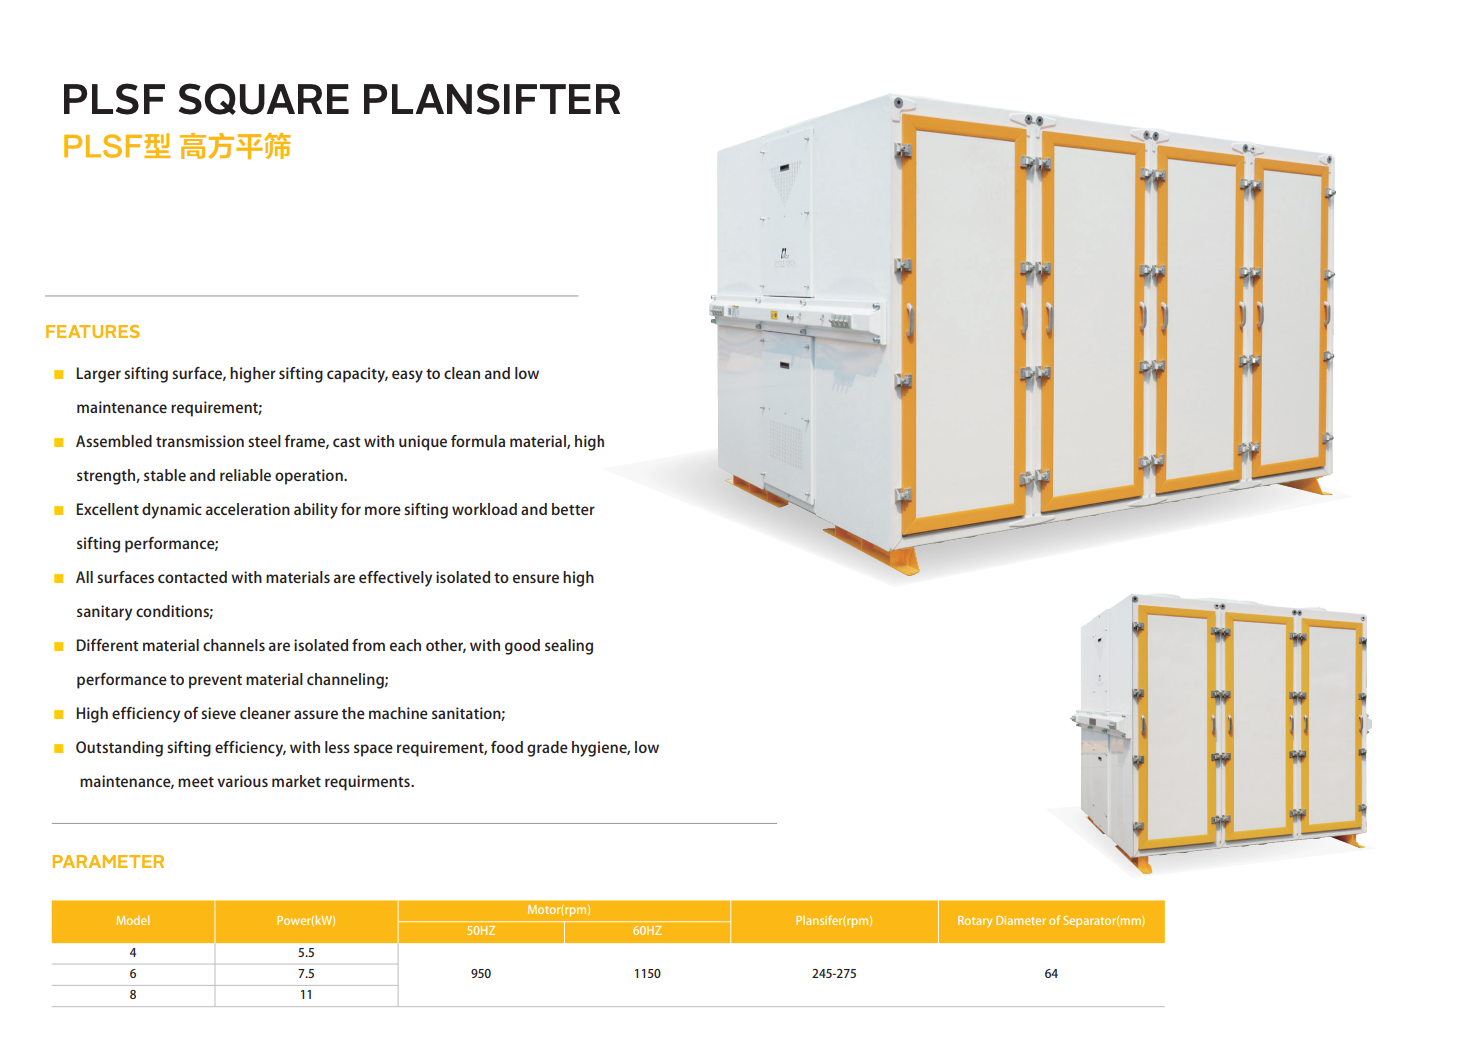 PLSF SQUARE PLANSIFTER
PLSF型 高方平筛
FEATURES
Larger sifting surface, higher sifting capacity, easy to clean and low
maintenance requirement;
Assembled transmission steel frame, cast with unique formula material, high
strength, stable and reliable operation.
Excellent dynamic acceleration ability for more sifting workload and better
sifting performance;
All surfaces contacted with materials are effectively isolated to ensure high
sanitary conditions;
Different material channels are isolated from each other, with good sealing
performance to prevent material channeling;
High efficiency of sieve cleaner assure the machine sanitation;
Outstanding sifting efficiency, with less space requirement, food grade hygiene, low
maintenance, meet various market requirments.
PARAMETER
Model Power(kW) Motor(rpm) Plansifer(rpm) Rotary Diameter of Separator(mm)
50HZ 60HZ
4 5.5
6 7.5 950 1150 245-275 64
8 11